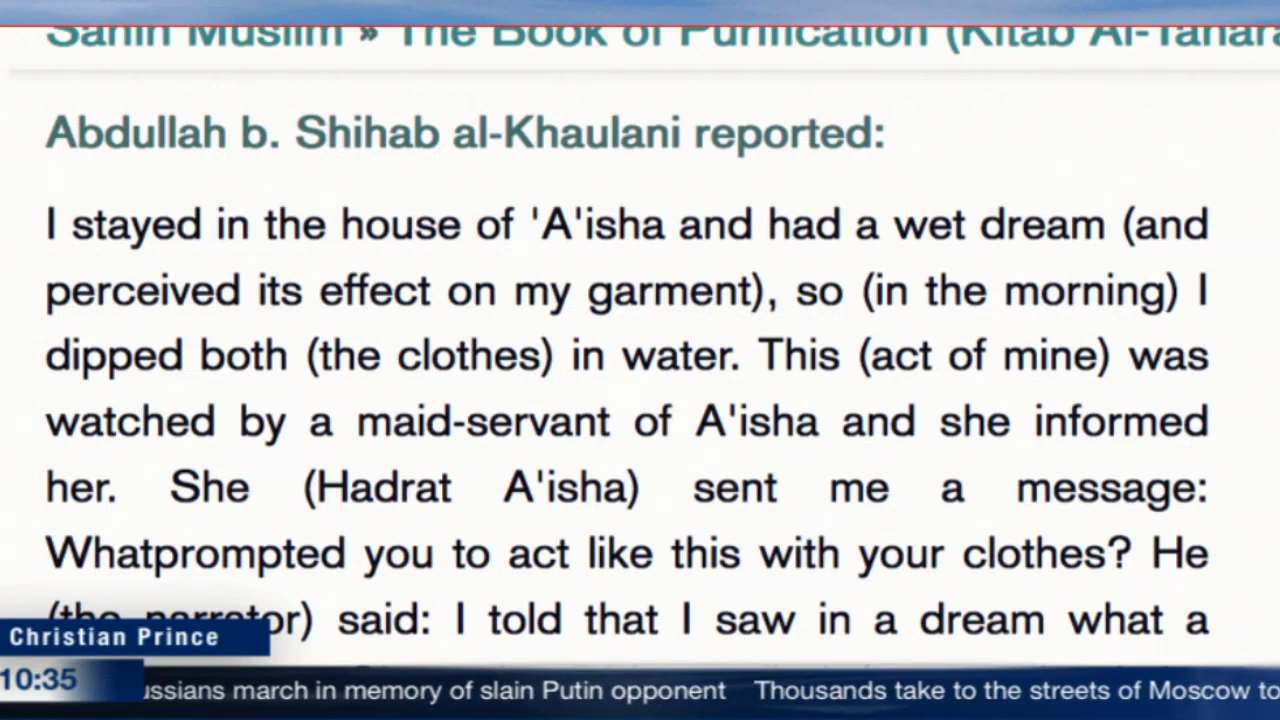 Sahih Muslim » The Book of Purification (Kitab Al-Tahara
Abdullah b. Shihab al-Khaulani reported:
I stayed in the house of 'A'isha and had a wet dream (and
perceived its effect on my garment), so (in the morning) I
dipped both (the clothes) in water. This (act of mine) was
watched by a maid-servant of A'isha and she informed
her. She (Hadrat A'isha) sent me a message:
Whatprompted you to act like this with your clothes? He
(the narrator) said: I told that I saw in a dream what a
Christian Prince
10:35
ussians march in memory of slain Putin opponent Thousands take to the streets of Moscow to